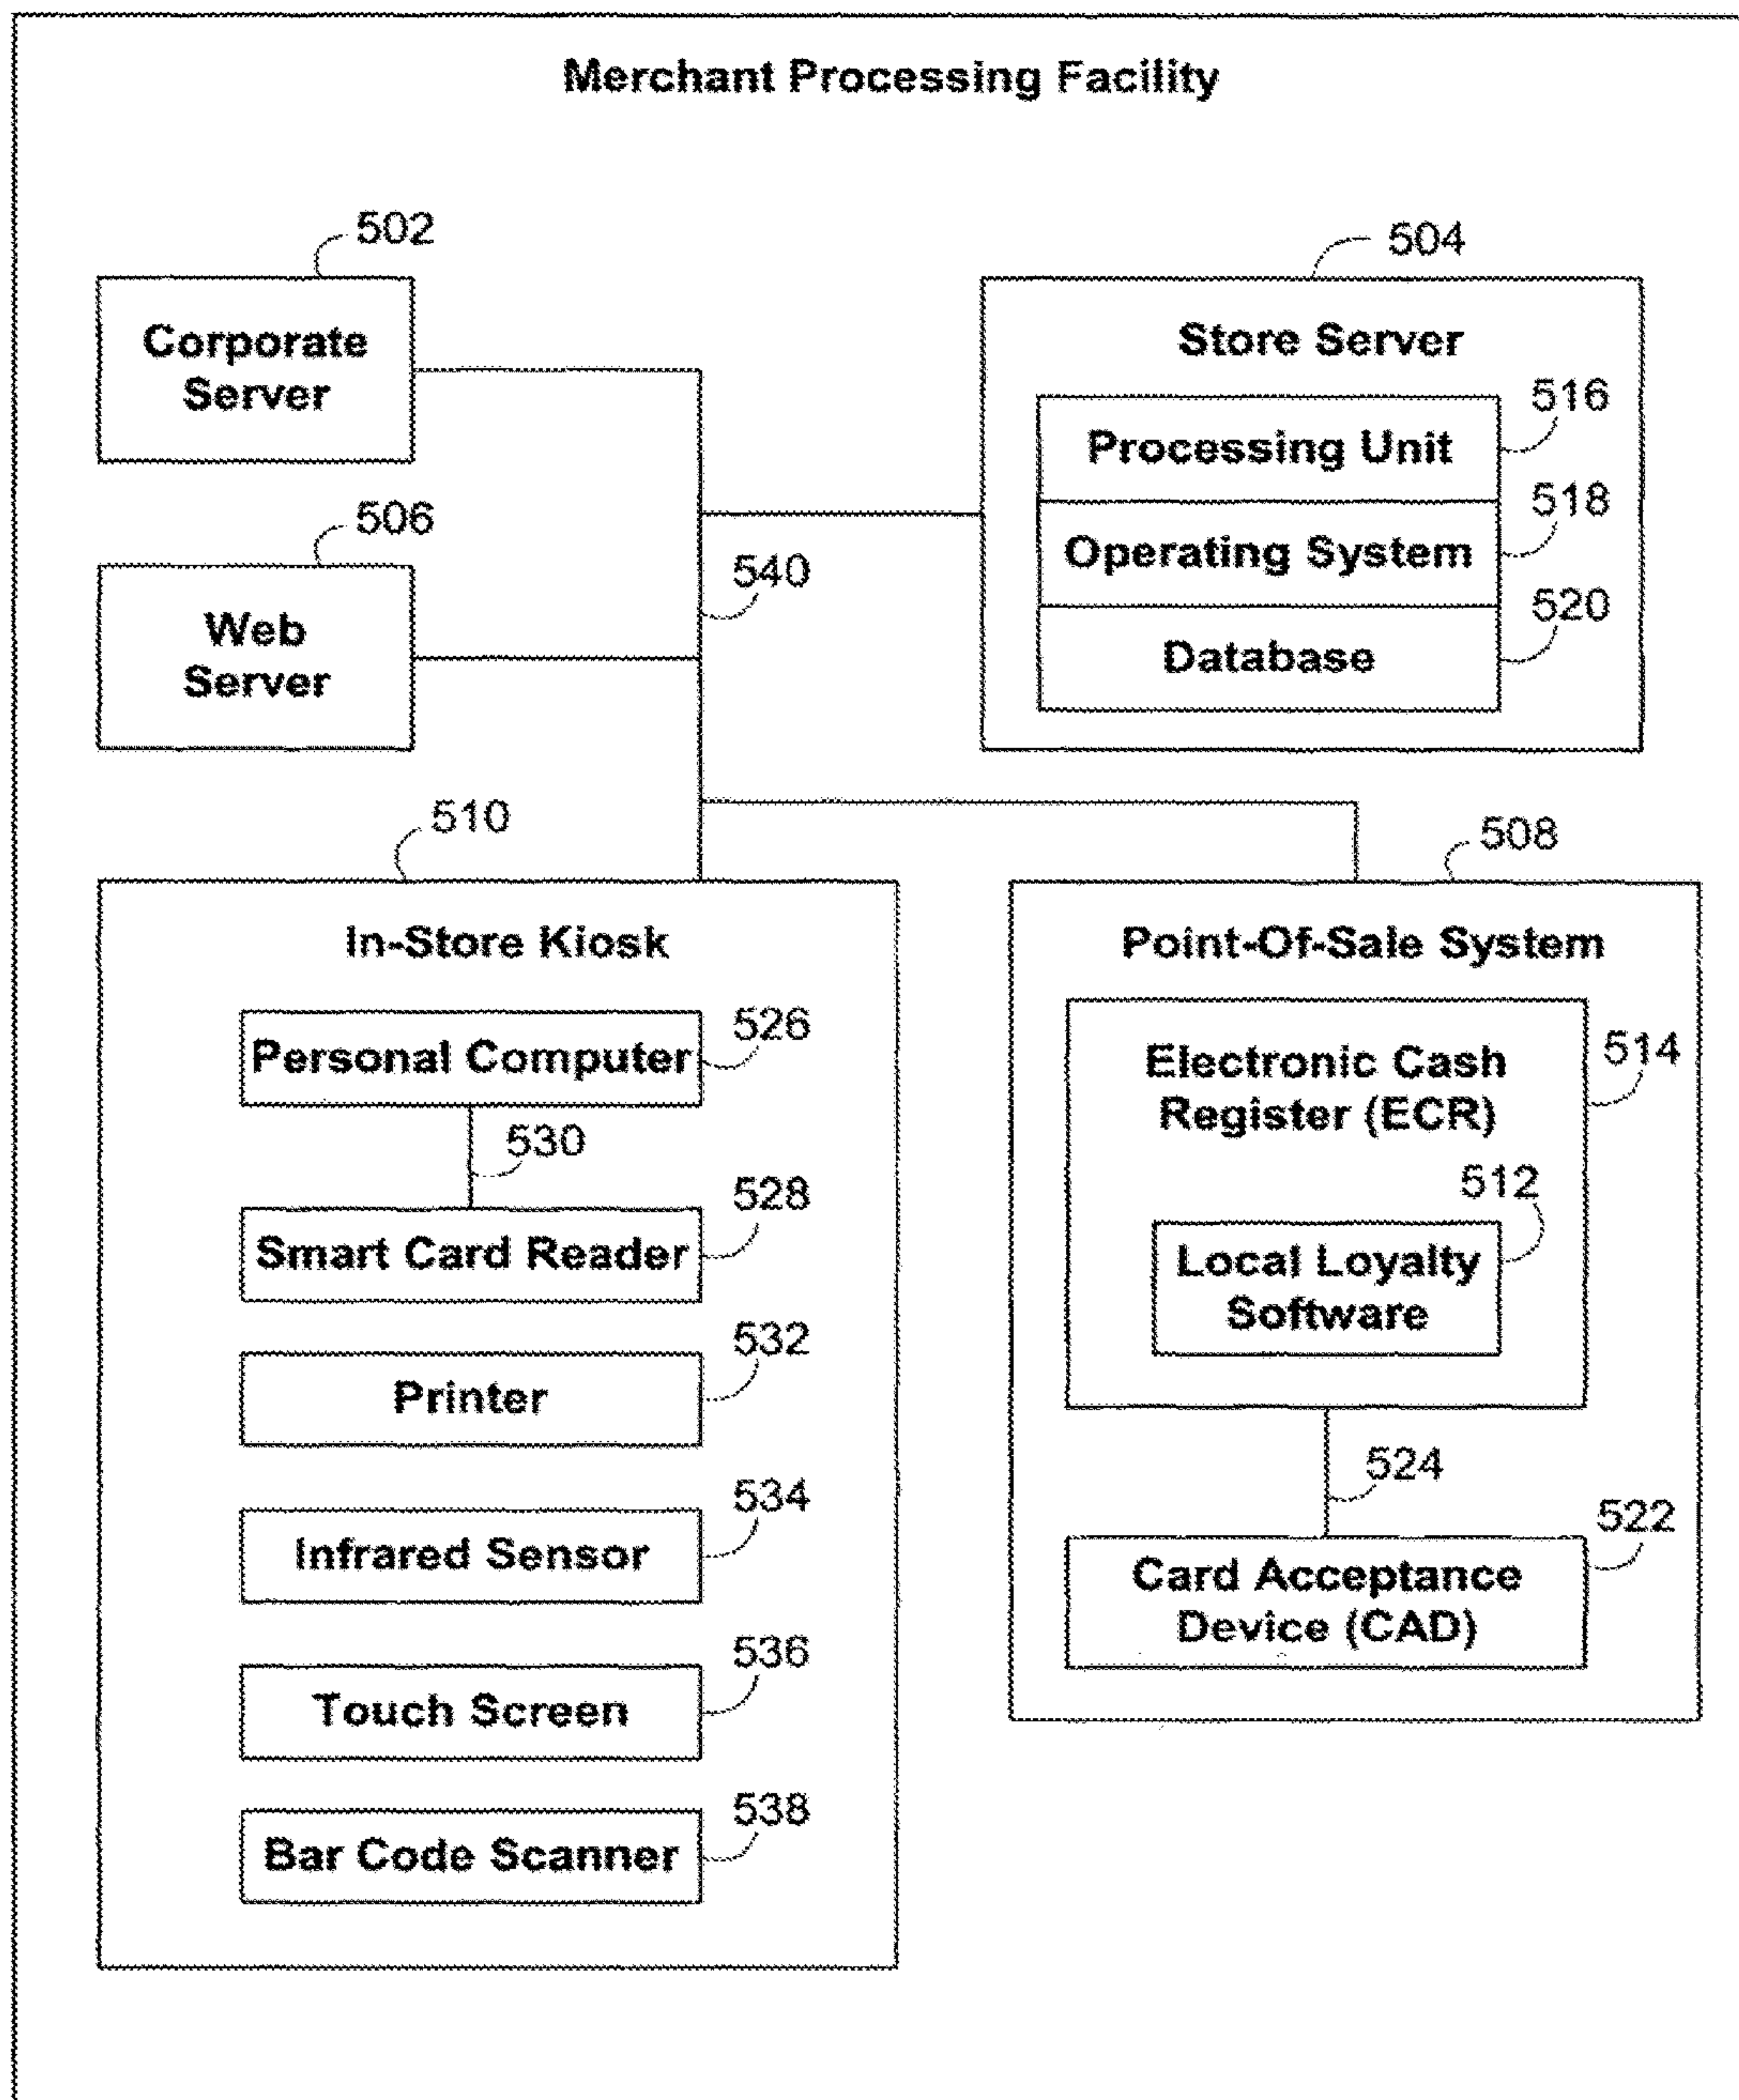 Merchant Processing Facility
502
504
Corporate
Server
Store Server
516
Processing Unit
518
Operating System
520
Database
506
Web
Server
540
510
508
In-Store Kiosk
526
Personal Computer
530
528
Smart Card Reader
532
Printer
534
Infrared Sensor
536
Touch Screen
538
Bar Code Scanner
Point-Of-Sale System
514
Electronic Cash
Register (ECR)
512
Local Loyalty
Software
524
522
Card Acceptance
Device (CAD)